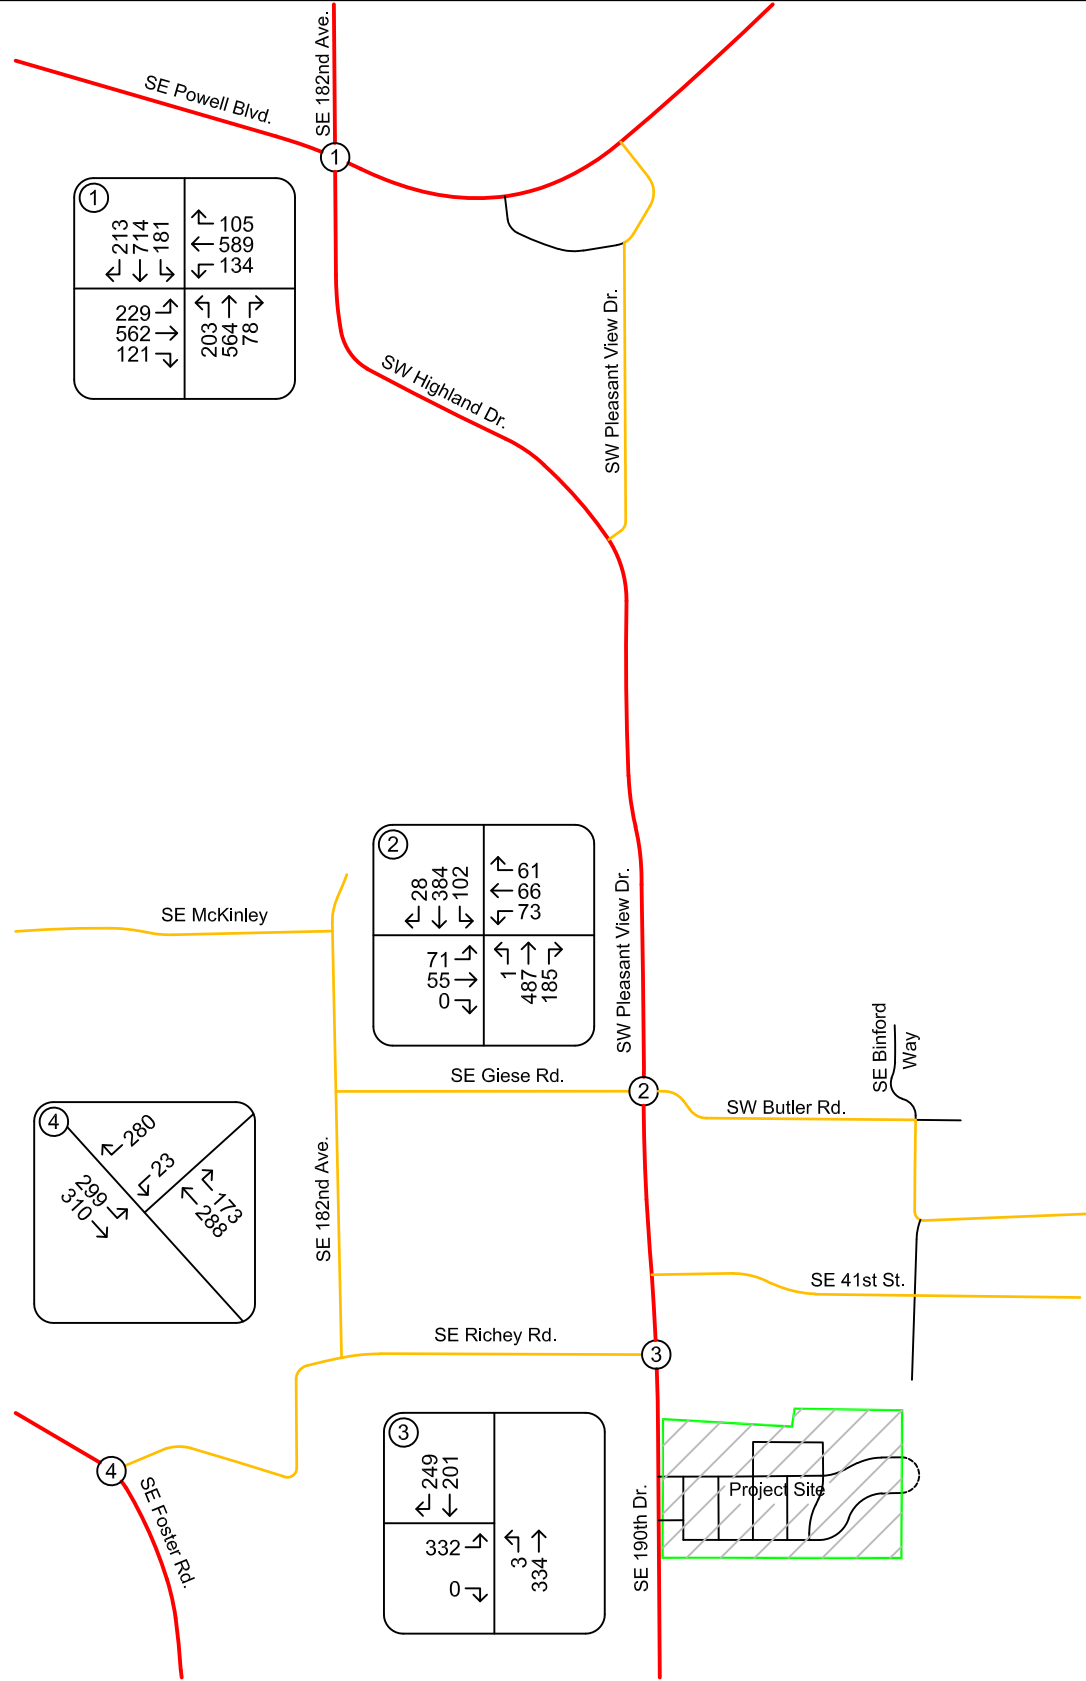 SE 182nd Ave.
SE Powell Blvd.
1
1
213
714
181
105
589
134
229
562
121
203
564
78
SW Pleasant View Dr.
SW Highland Dr.
2
28
384
102
61
66
73
71
55
0
1
487
185
SW Pleasant View Dr.
SE McKinley
SE Binford
Way
SE Giese Rd.
2
SW Butler Rd.
4
280
23
299
310
173
288
SE 182nd Ave.
SE 41st St.
SE Richey Rd.
3
3
249
201
332
0
3
334
4
SE Foster Rd.
SE 190th Dr.
Project Site